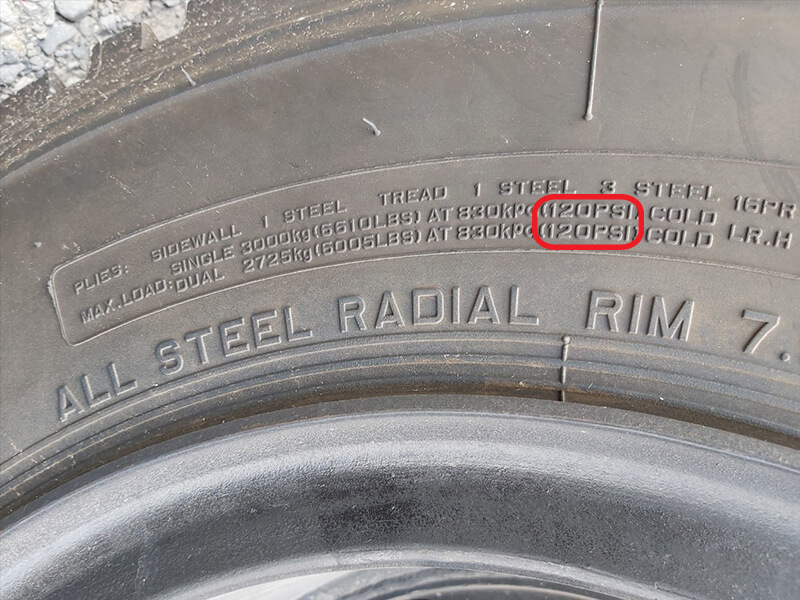 PLIES: SIDEWALL 1 STEEL TREAD 1 STEEL 3 STEEL 16PR
MAX.LOAD: SINGLE 3000kg(6610LBS) AT 830kPa(120PSI) COLD
DUAL 2725kg(6005LBS) AT 830kPa(120PSI) COLD LR.H
ALL STEEL RADIAL RIM 7.